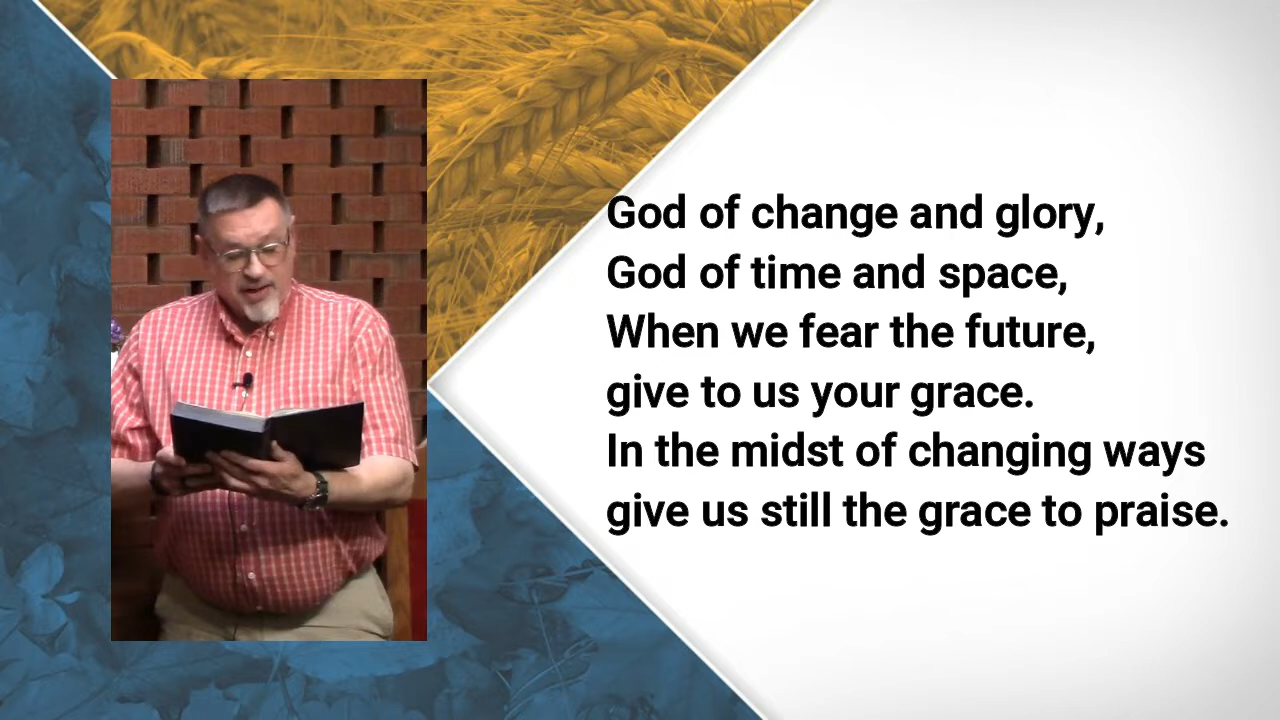 God of change and glory,
God of time and space,
When we fear the future,
give to us your grace.
In the midst of changing ways
give us still the grace to praise.